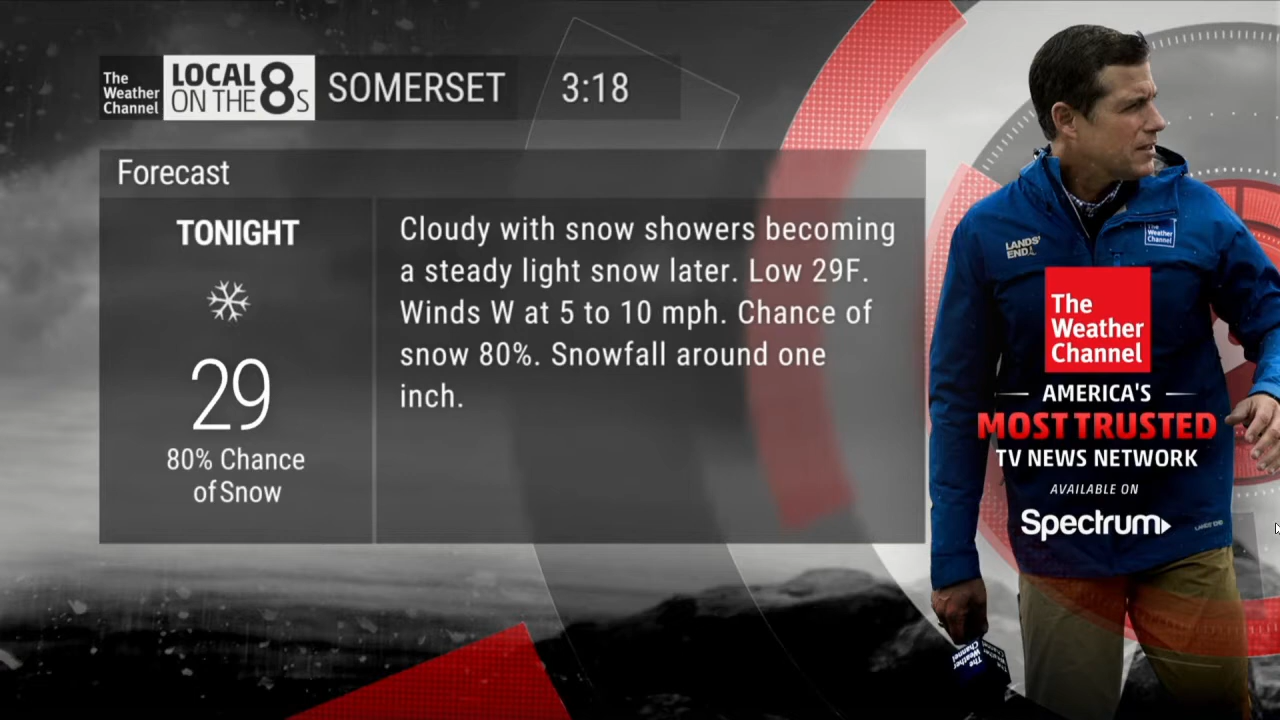 The
Weather
Channel
LOCAL
ON THE 8s
SOMERSET
3:18
Forecast
TONIGHT
29
80% Chance
of Snow
Cloudy with snow showers becoming
a steady light snow later. Low 29F.
Winds W at 5 to 10 mph. Chance of
snow 80%. Snowfall around one
inch.
LANDS'
END
The
Weather
Channel
The
Weather
Channel
AMERICA'S
MOST TRUSTED
TV NEWS NETWORK
AVAILABLE ON
Spectrum
The
Weather
Channel